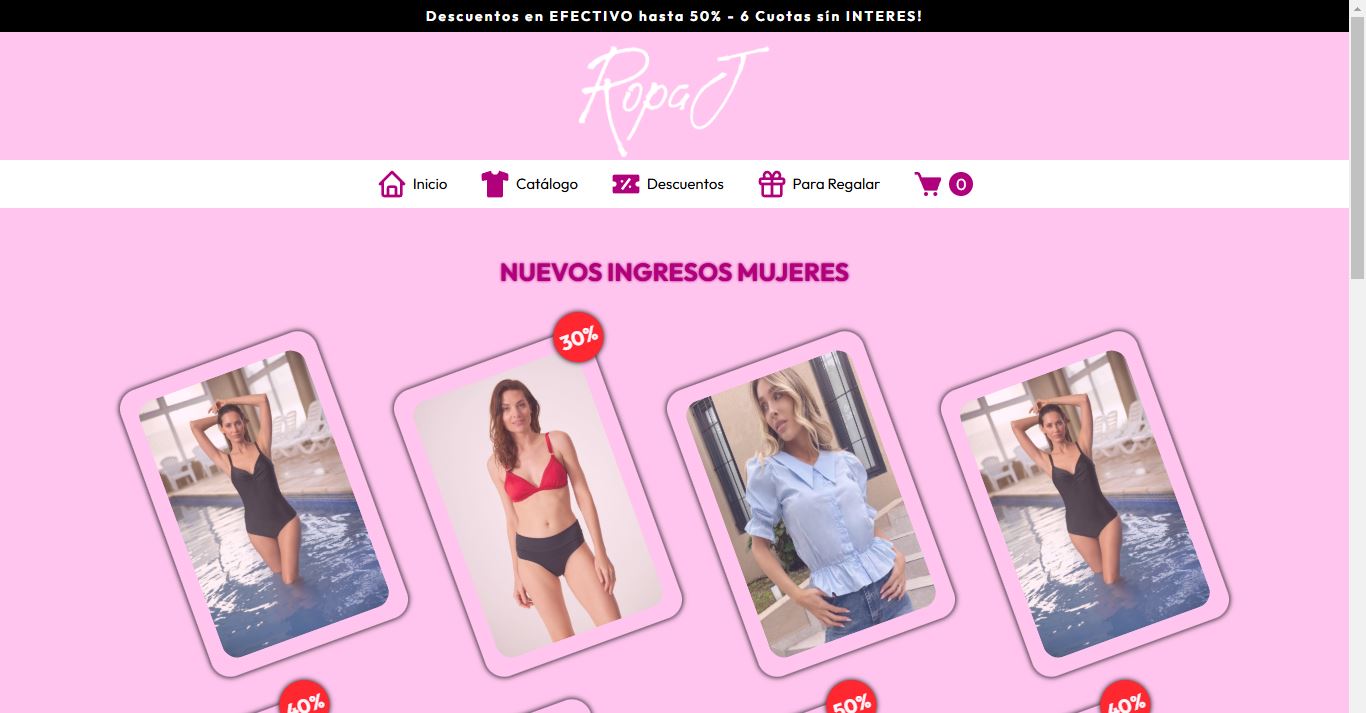 Descuentos en EFECTIVO hasta 50% - 6 Cuotas sín INTERES!
RopaJ
Inicio Catálogo Descuentos Para Regalar 0
NUEVOS INGRESOS MUJERES
30%
40% 50% 40%